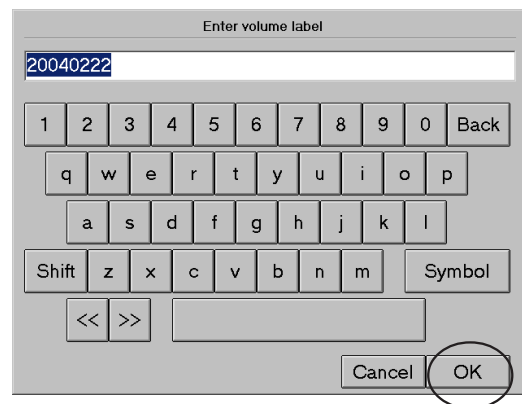 Enter volume label
20040222
1 2 3 4 5 6 7 8 9 0 Back
q w e r t y u i o p
a s d f g h j k l
Shift z x c v b n m Symbol
<< >>
Cancel OK